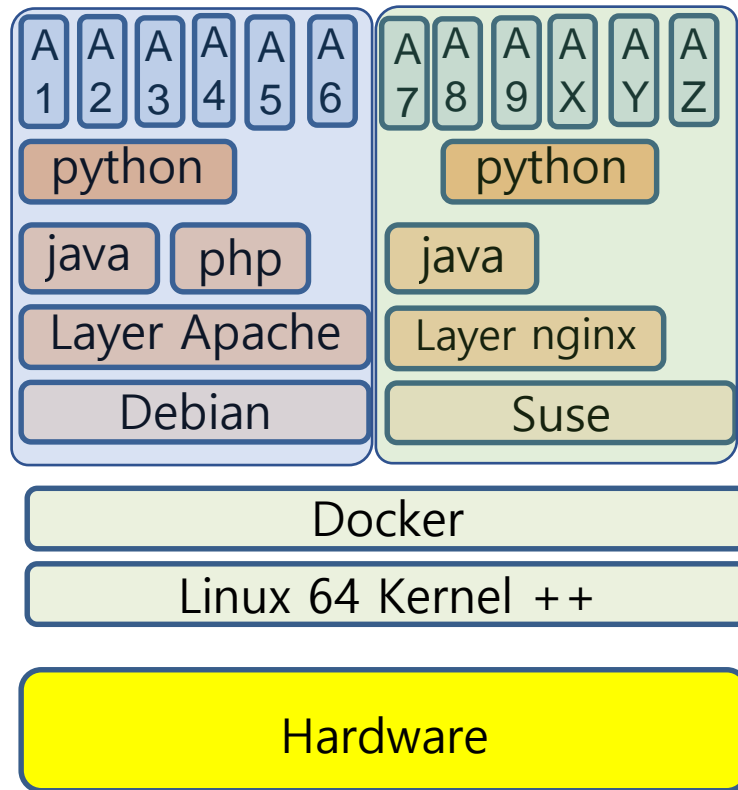 A A A A A A A A A A A A
1 2 3 4 5 6 7 8 9 X Y Z
python python
java php java
Layer Apache Layer nginx
Debian Suse
Docker
Linux 64 Kernel ++
Hardware